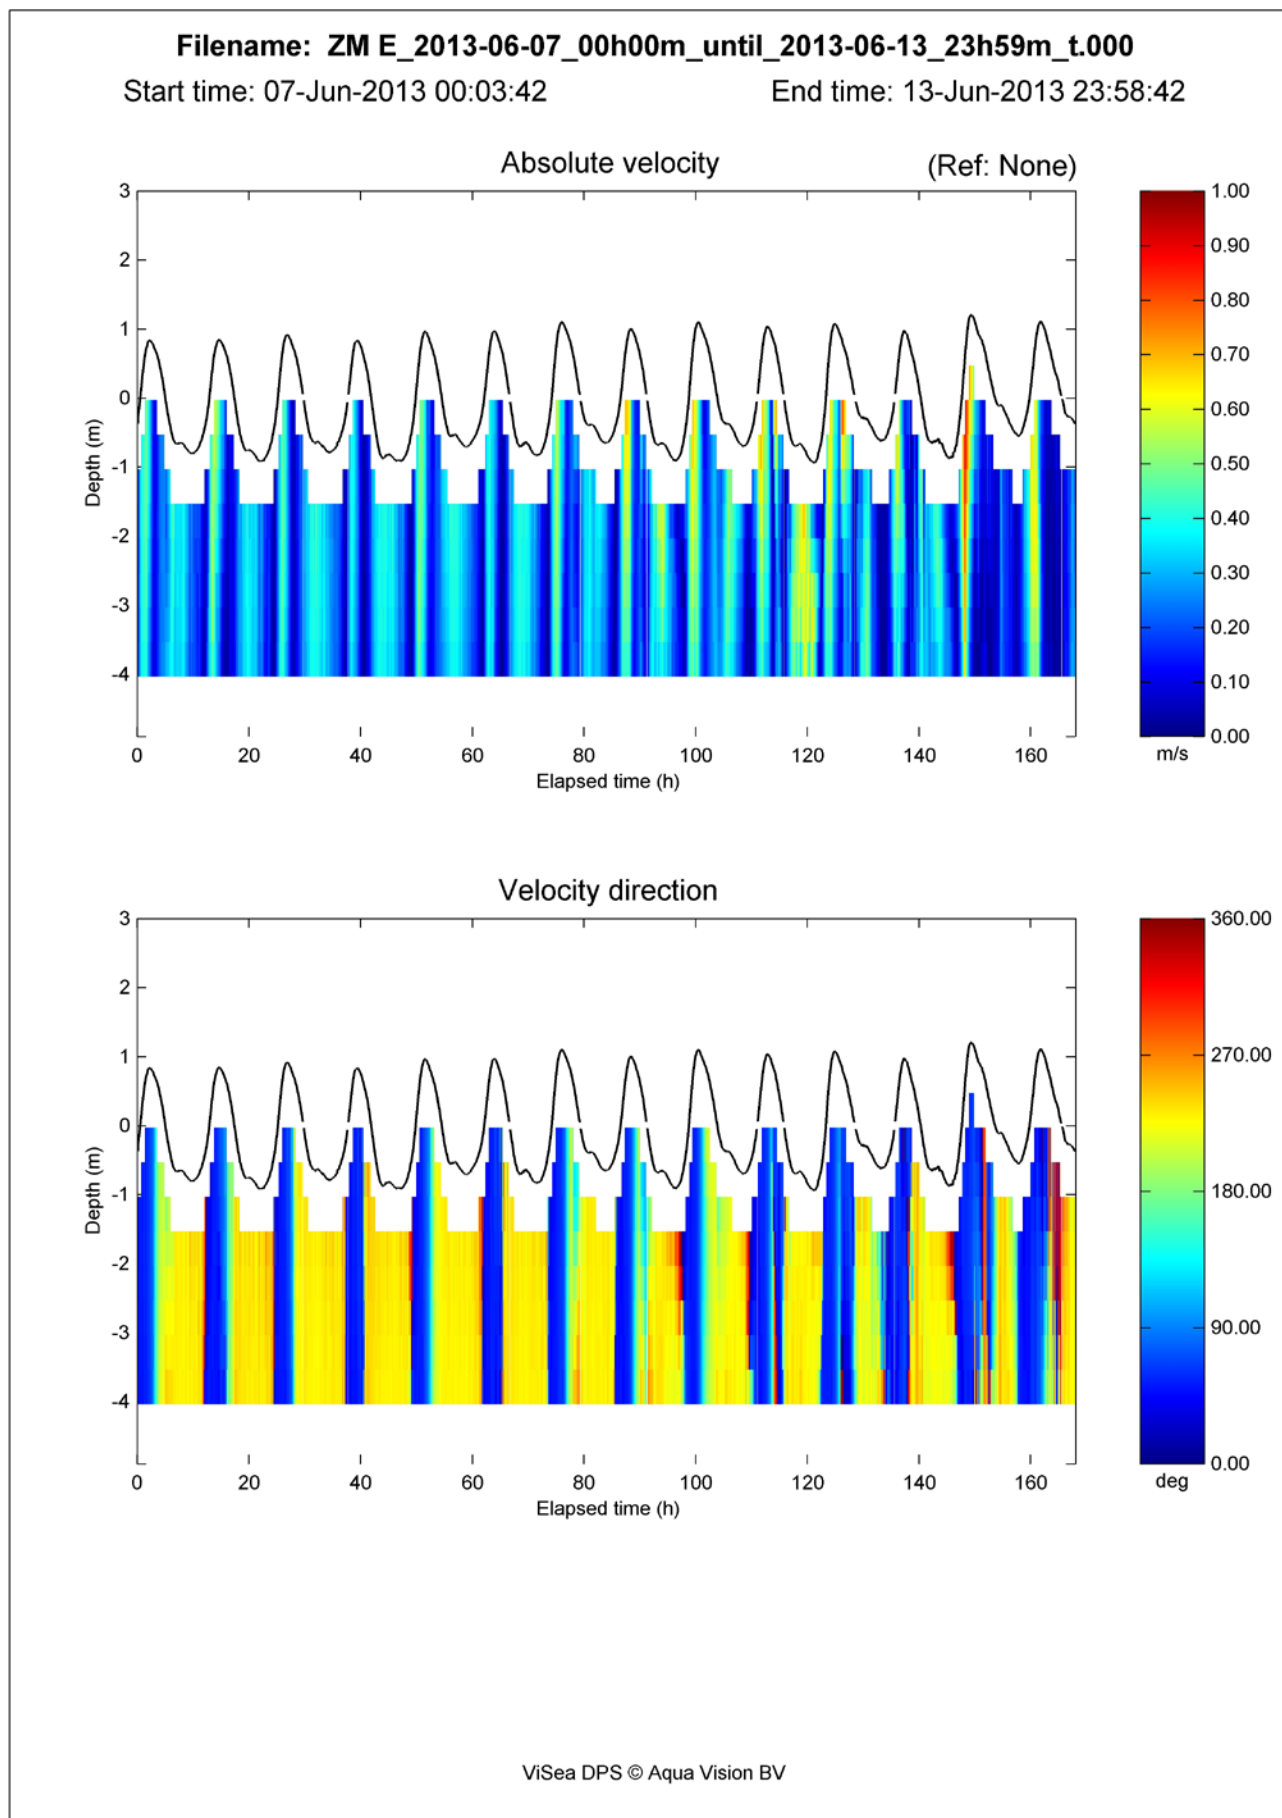 Filename: ZM E_2013-06-07_00h00m_until_2013-06-13_23h59m_t.000
Start time: 07-Jun-2013 00:03:42 End time: 13-Jun-2013 23:58:42
Absolute velocity (Ref: None)
3
2
1
0
-1
-2
-3
-4
Depth (m)
0 20 40 60 80 100 120 140 160
Elapsed time (h)
1.00
0.90
0.80
0.70
0.60
0.50
0.40
0.30
0.20
0.10
0.00
m/s
Velocity direction
3
2
1
0
-1
-2
-3
-4
Depth (m)
0 20 40 60 80 100 120 140 160
Elapsed time (h)
360.00
270.00
180.00
90.00
0.00
deg
ViSea DPS © Aqua Vision BV